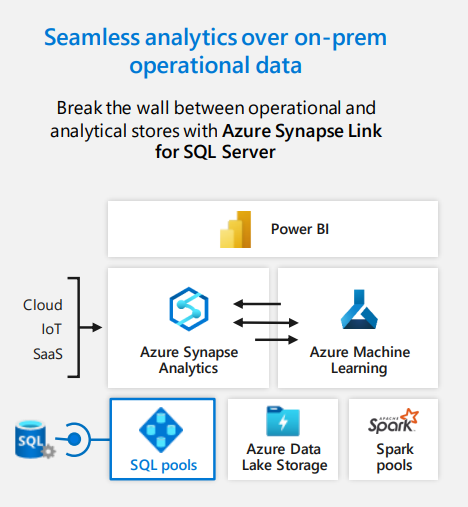 Seamless analytics over on-prem
operational data
Break the wall between operational and
analytical stores with Azure Synapse Link
for SQL Server
Power BI
Cloud
IoT
SaaS
Azure Synapse
Analytics
Azure Machine
Learning
SQL
SQL pools
Azure Data
Lake Storage
APACHE
Spark
Spark
pools